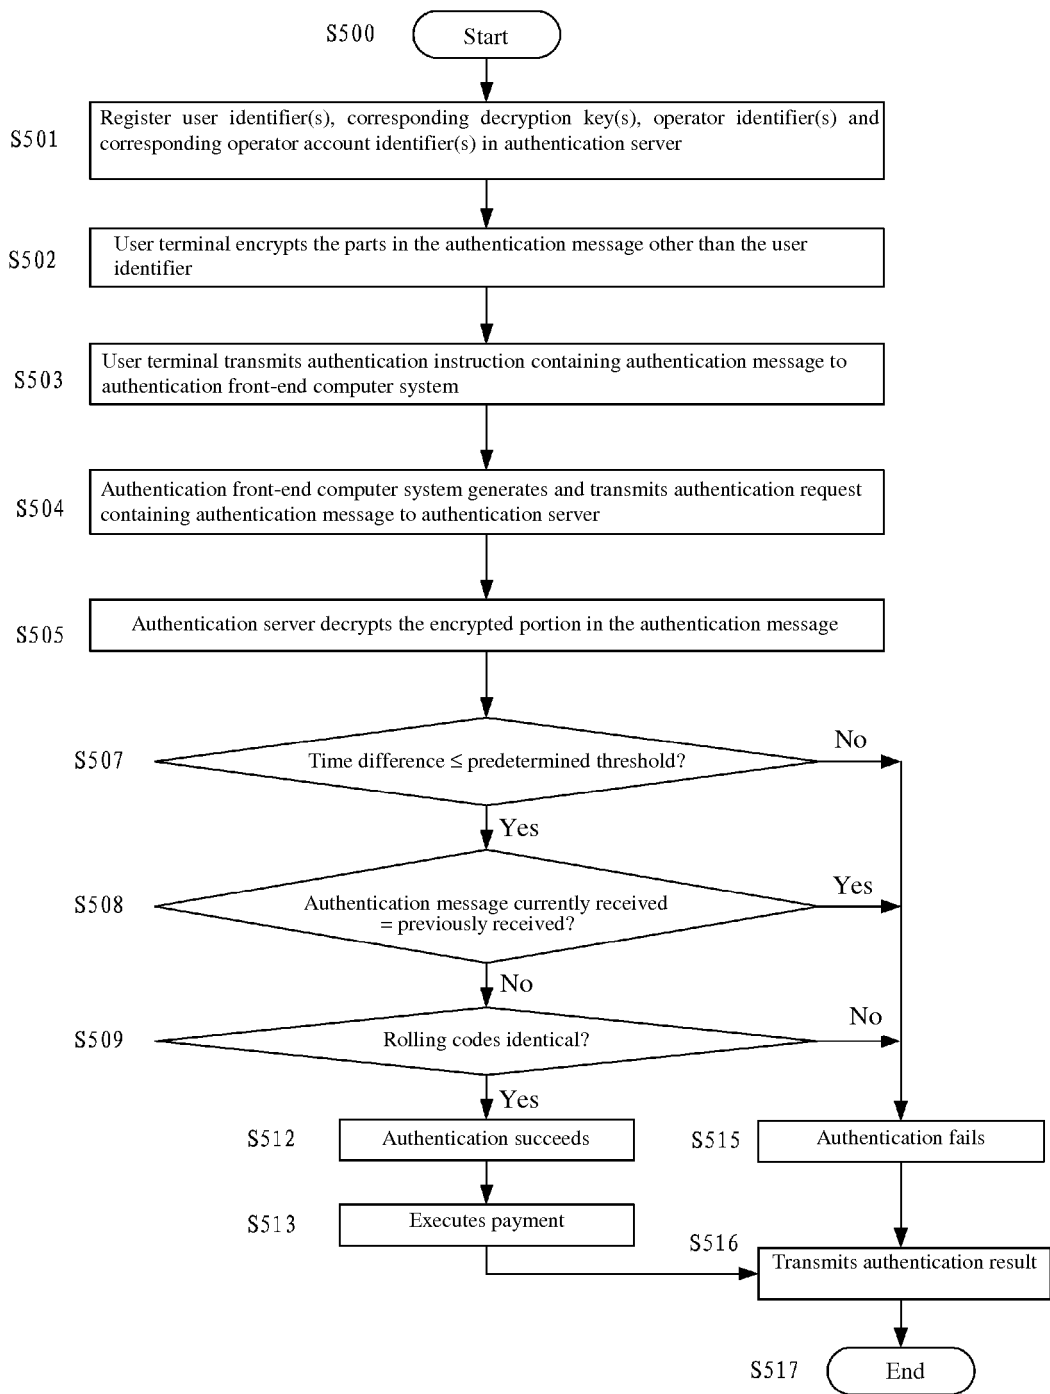 S500
Start
S501
Register user identifier(s), corresponding decryption key(s), operator identifier(s) and
corresponding operator account identifier(s) in authentication server
S502
User terminal encrypts the parts in the authentication message other than the user
identifier
S503
User terminal transmits authentication instruction containing authentication message to
authentication front-end computer system
S504
Authentication front-end computer system generates and transmits authentication request
containing authentication message to authentication server
S505
Authentication server decrypts the encrypted portion in the authentication message
S507
Time difference ≤ predetermined threshold?
No
Yes
S508
Authentication message currently received
= previously received?
Yes
No
S509
Rolling codes identical?
No
Yes
S512
Authentication succeeds
S515
Authentication fails
S513
Executes payment
S516
Transmits authentication result
S517
End